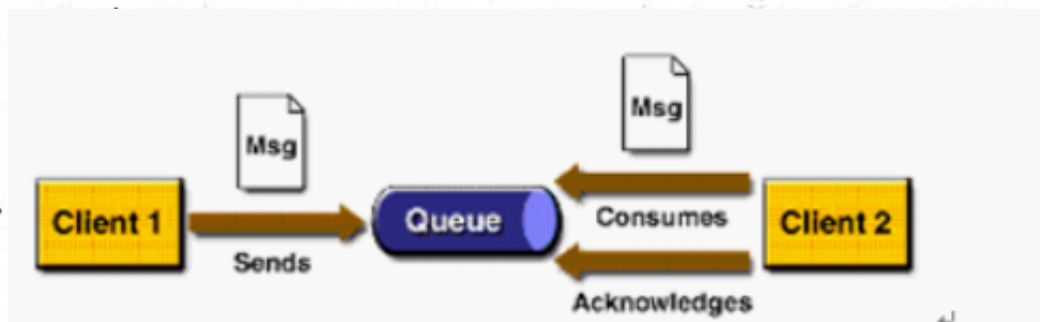 Msg
Msg
Client 1
Queue
Consumes
Client 2
Sends
Acknowledges